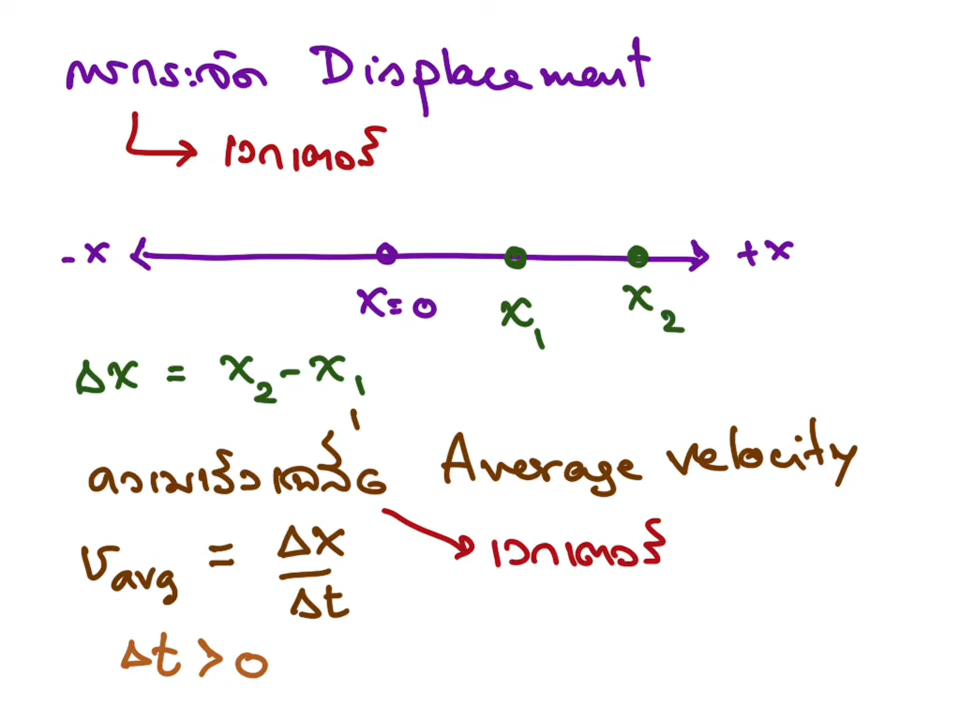 การกระจัด Displacement
เวกเตอร์
-x +x
x=0 x₁ x₂
Δx = x₂-x₁
ความเร็วเฉลี่ย Average velocity
v_avg = Δx/Δt
เวกเตอร์
Δt > 0